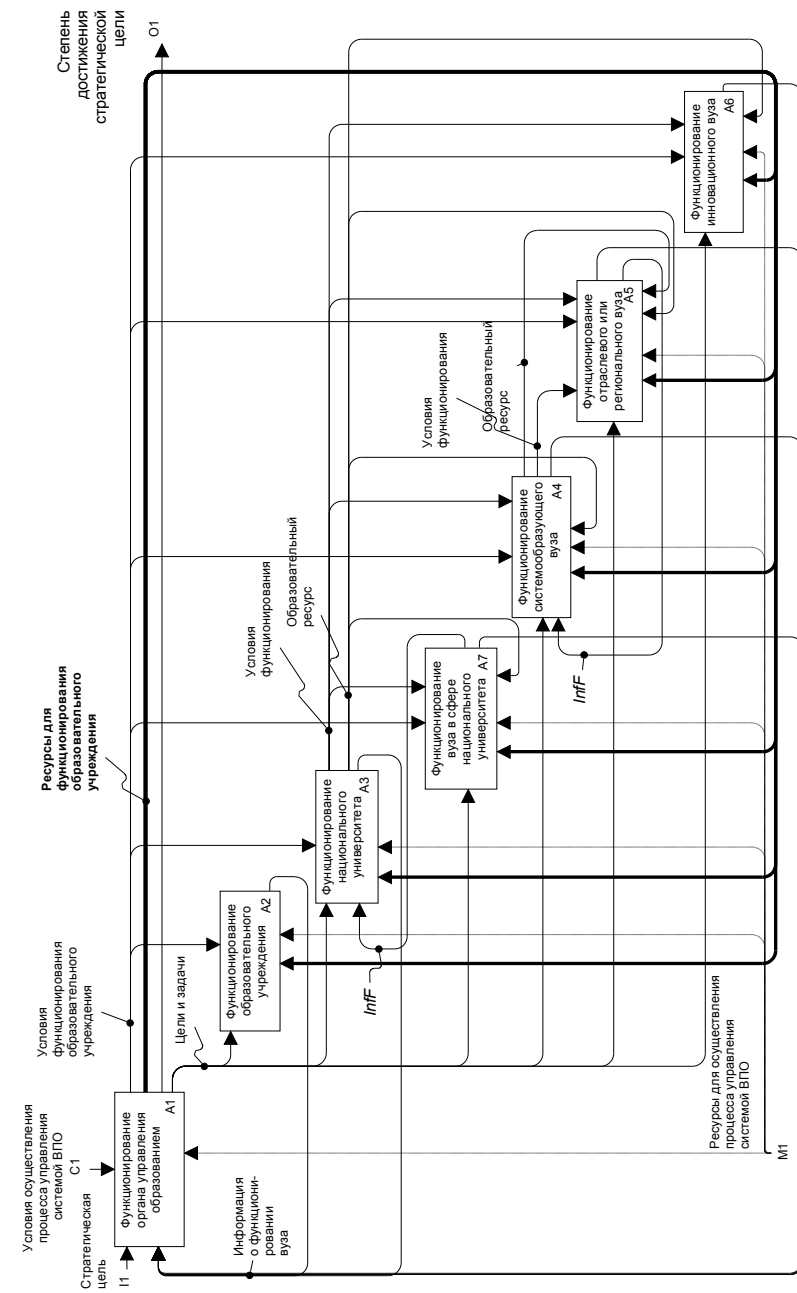 Условия осуществления
процесса управления
системой ВПО
C1
Стратегическая
цель
I1
Функционирование
органа управления
образованием
A1
Условия
функционирования
образовательного
учреждения
Ресурсы для
функционирования
образовательного
учреждения
Степень
достижения
стратегической
цели
O1
Цели и задачи
Информация
о функциони-
ровании
вуза
Функционирование
образовательного
учреждения
A2
InfF
Функционирование
национального
университета
A3
Условия
функционирования
Образовательный
ресурс
Функционирование
вуза в сфере
национального
университета
A7
InfF
Функционирование
системообразующего
вуза
A4
Условия
функционирования
Образовательный
ресурс
Функционирование
отраслевого или
регионального вуза
A5
Функционирование
инновационного вуза
A6
Ресурсы для осуществления
процесса управления
системой ВПО
M1